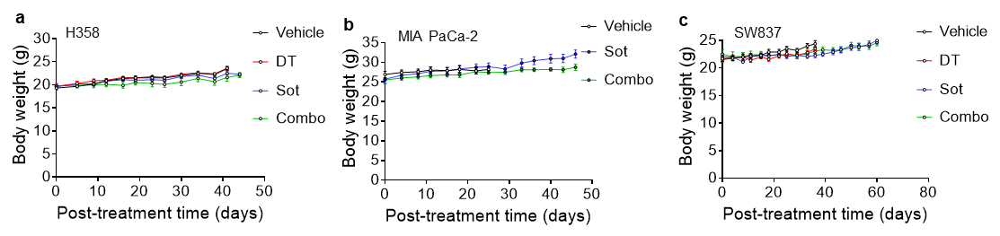 a
H358
Body weight (g)
30
25
20
15
10
5
0
0 10 20 30 40 50
Post-treatment time (days)
Vehicle
DT
Sot
Combo
b
MIA PaCa-2
Body weight (g)
35
30
25
20
15
10
5
0
0 10 20 30 40 50
Post-treatment time (days)
Vehicle
Sot
Combo
c
SW837
Body weight (g)
25
20
15
10
5
0
0 20 40 60 80
Post-treatment time (days)
Vehicle
DT
Sot
Combo